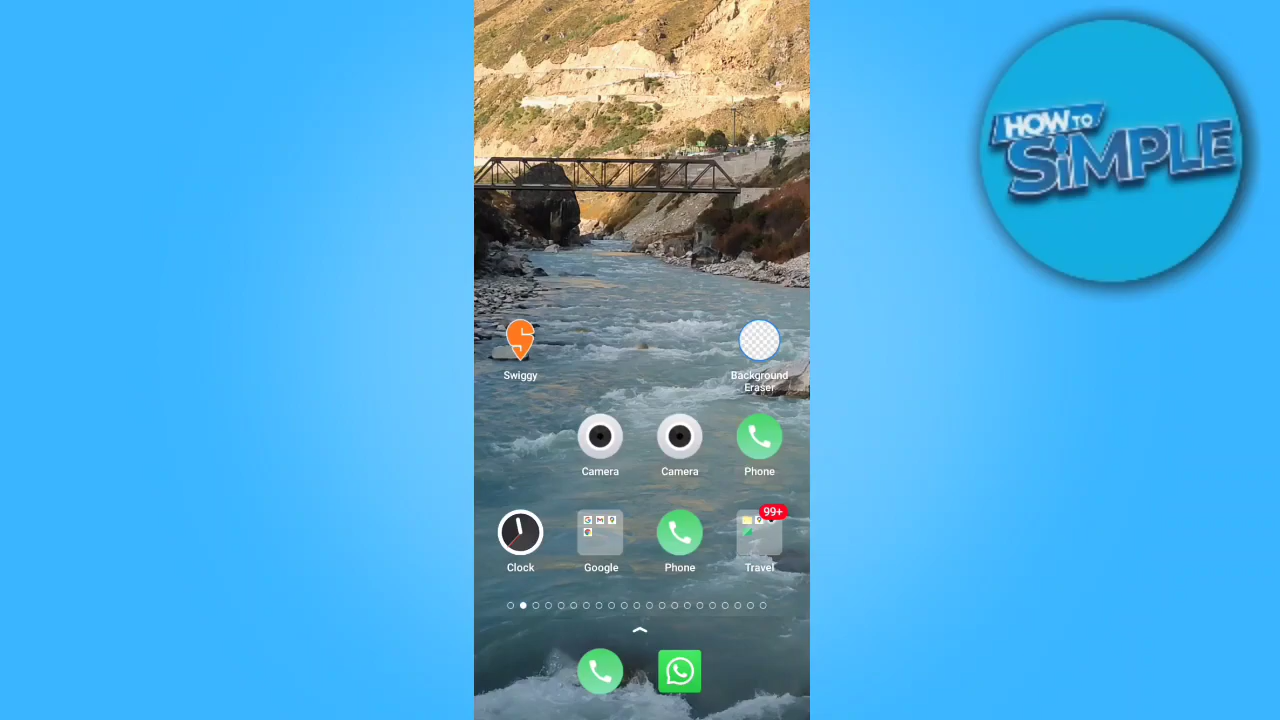 HOW TO
SiMPLE
Swiggy
Background
Eraser
Camera
Camera
Phone
99+
Clock
Google
Phone
Travel